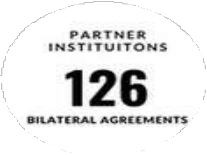 PARTNER
INSTITUITONS
126
BILATERAL AGREEMENTS